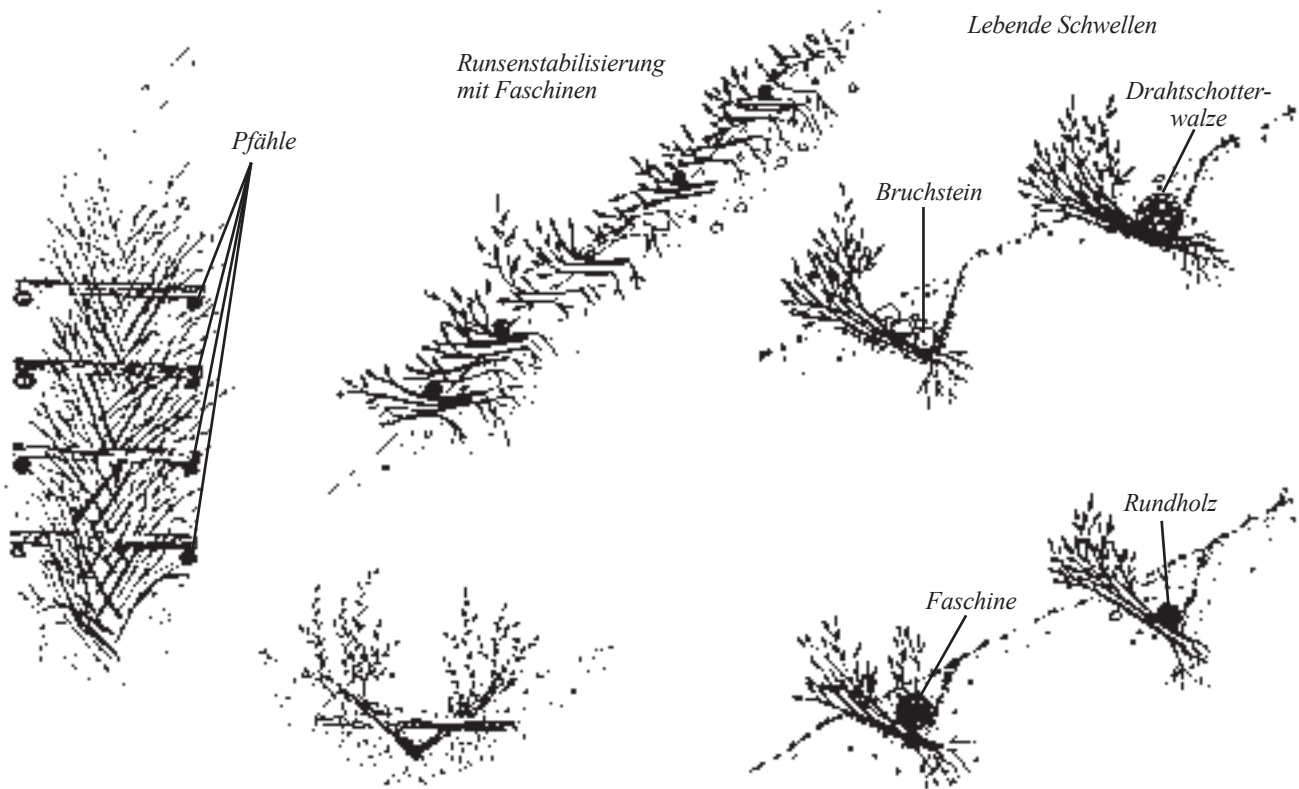 Lebende Schwellen
Runsenstabilisierung
mit Faschinen
Drahtschotter-
walze
Pfähle
Bruchstein
Rundholz
Faschine